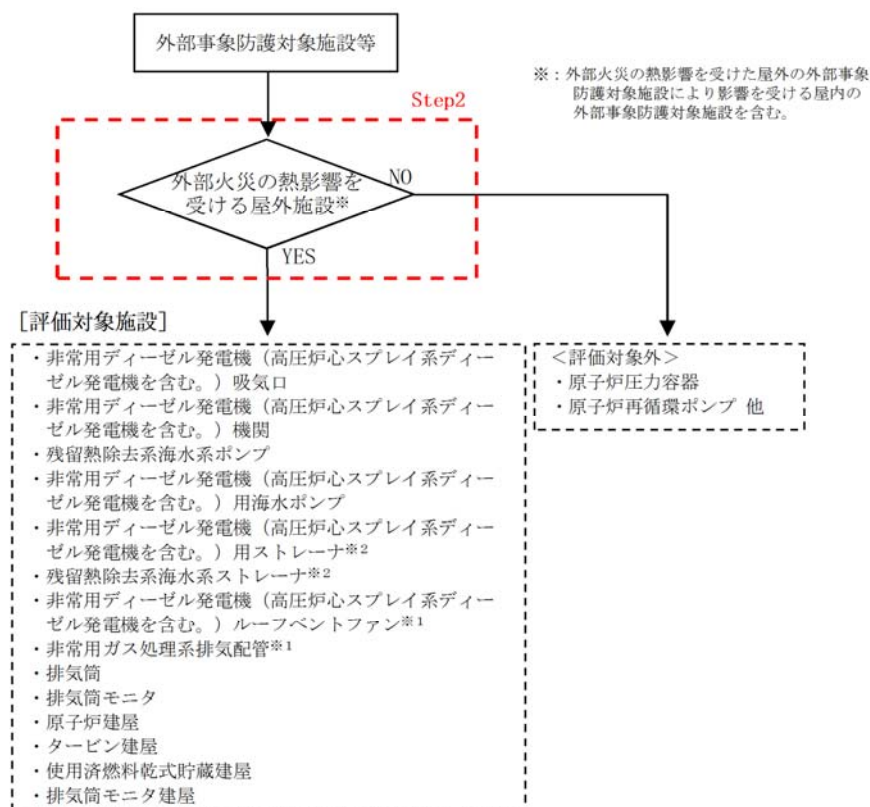 外部事象防護対象施設等
※:外部火災の熱影響を受けた屋外の外部事象
防護対象施設により影響を受ける屋内の
外部事象防護対象施設を含む。
Step2
外部火災の熱影響を
受ける屋外施設※
NO
YES
[評価対象施設]
・非常用ディーゼル発電機(高圧炉心スプレイ系ディー
ゼル発電機を含む。)吸気口
・非常用ディーゼル発電機(高圧炉心スプレイ系ディー
ゼル発電機を含む。)機関
・残留熱除去系海水系ポンプ
・非常用ディーゼル発電機(高圧炉心スプレイ系ディー
ゼル発電機を含む。)用海水ポンプ
・非常用ディーゼル発電機(高圧炉心スプレイ系ディー
ゼル発電機を含む。)用ストレーナ※2
・残留熱除去系海水系ストレーナ※2
・非常用ディーゼル発電機(高圧炉心スプレイ系ディー
ゼル発電機を含む。)ルーフベントファン※1
・非常用ガス処理系排気配管※1
・排気筒
・排気筒モニタ
・原子炉建屋
・タービン建屋
・使用済燃料乾式貯蔵建屋
・排気筒モニタ建屋
<評価対象外>
・原子炉圧力容器
・原子炉再循環ポンプ 他